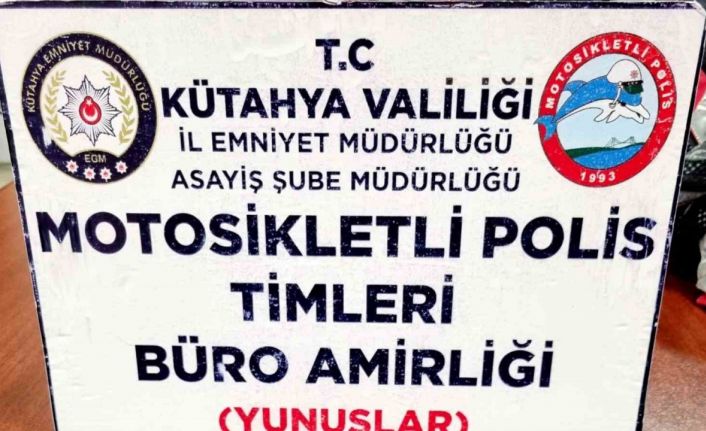 T.C
KÜTAHYA VALİLİĞİ
İL EMNİYET MÜDÜRLÜĞÜ
ASAYİŞ ŞUBE MÜDÜRLÜĞÜ
MOTOSİKLETLİ POLİS
TİMLERİ
BÜRO AMİRLİĞİ
(YUNUSLAR)
KÜTAHYA EMNİYET MÜDÜRLÜĞÜ
EGM
MOTOSİKLETLİ POLİS
1993